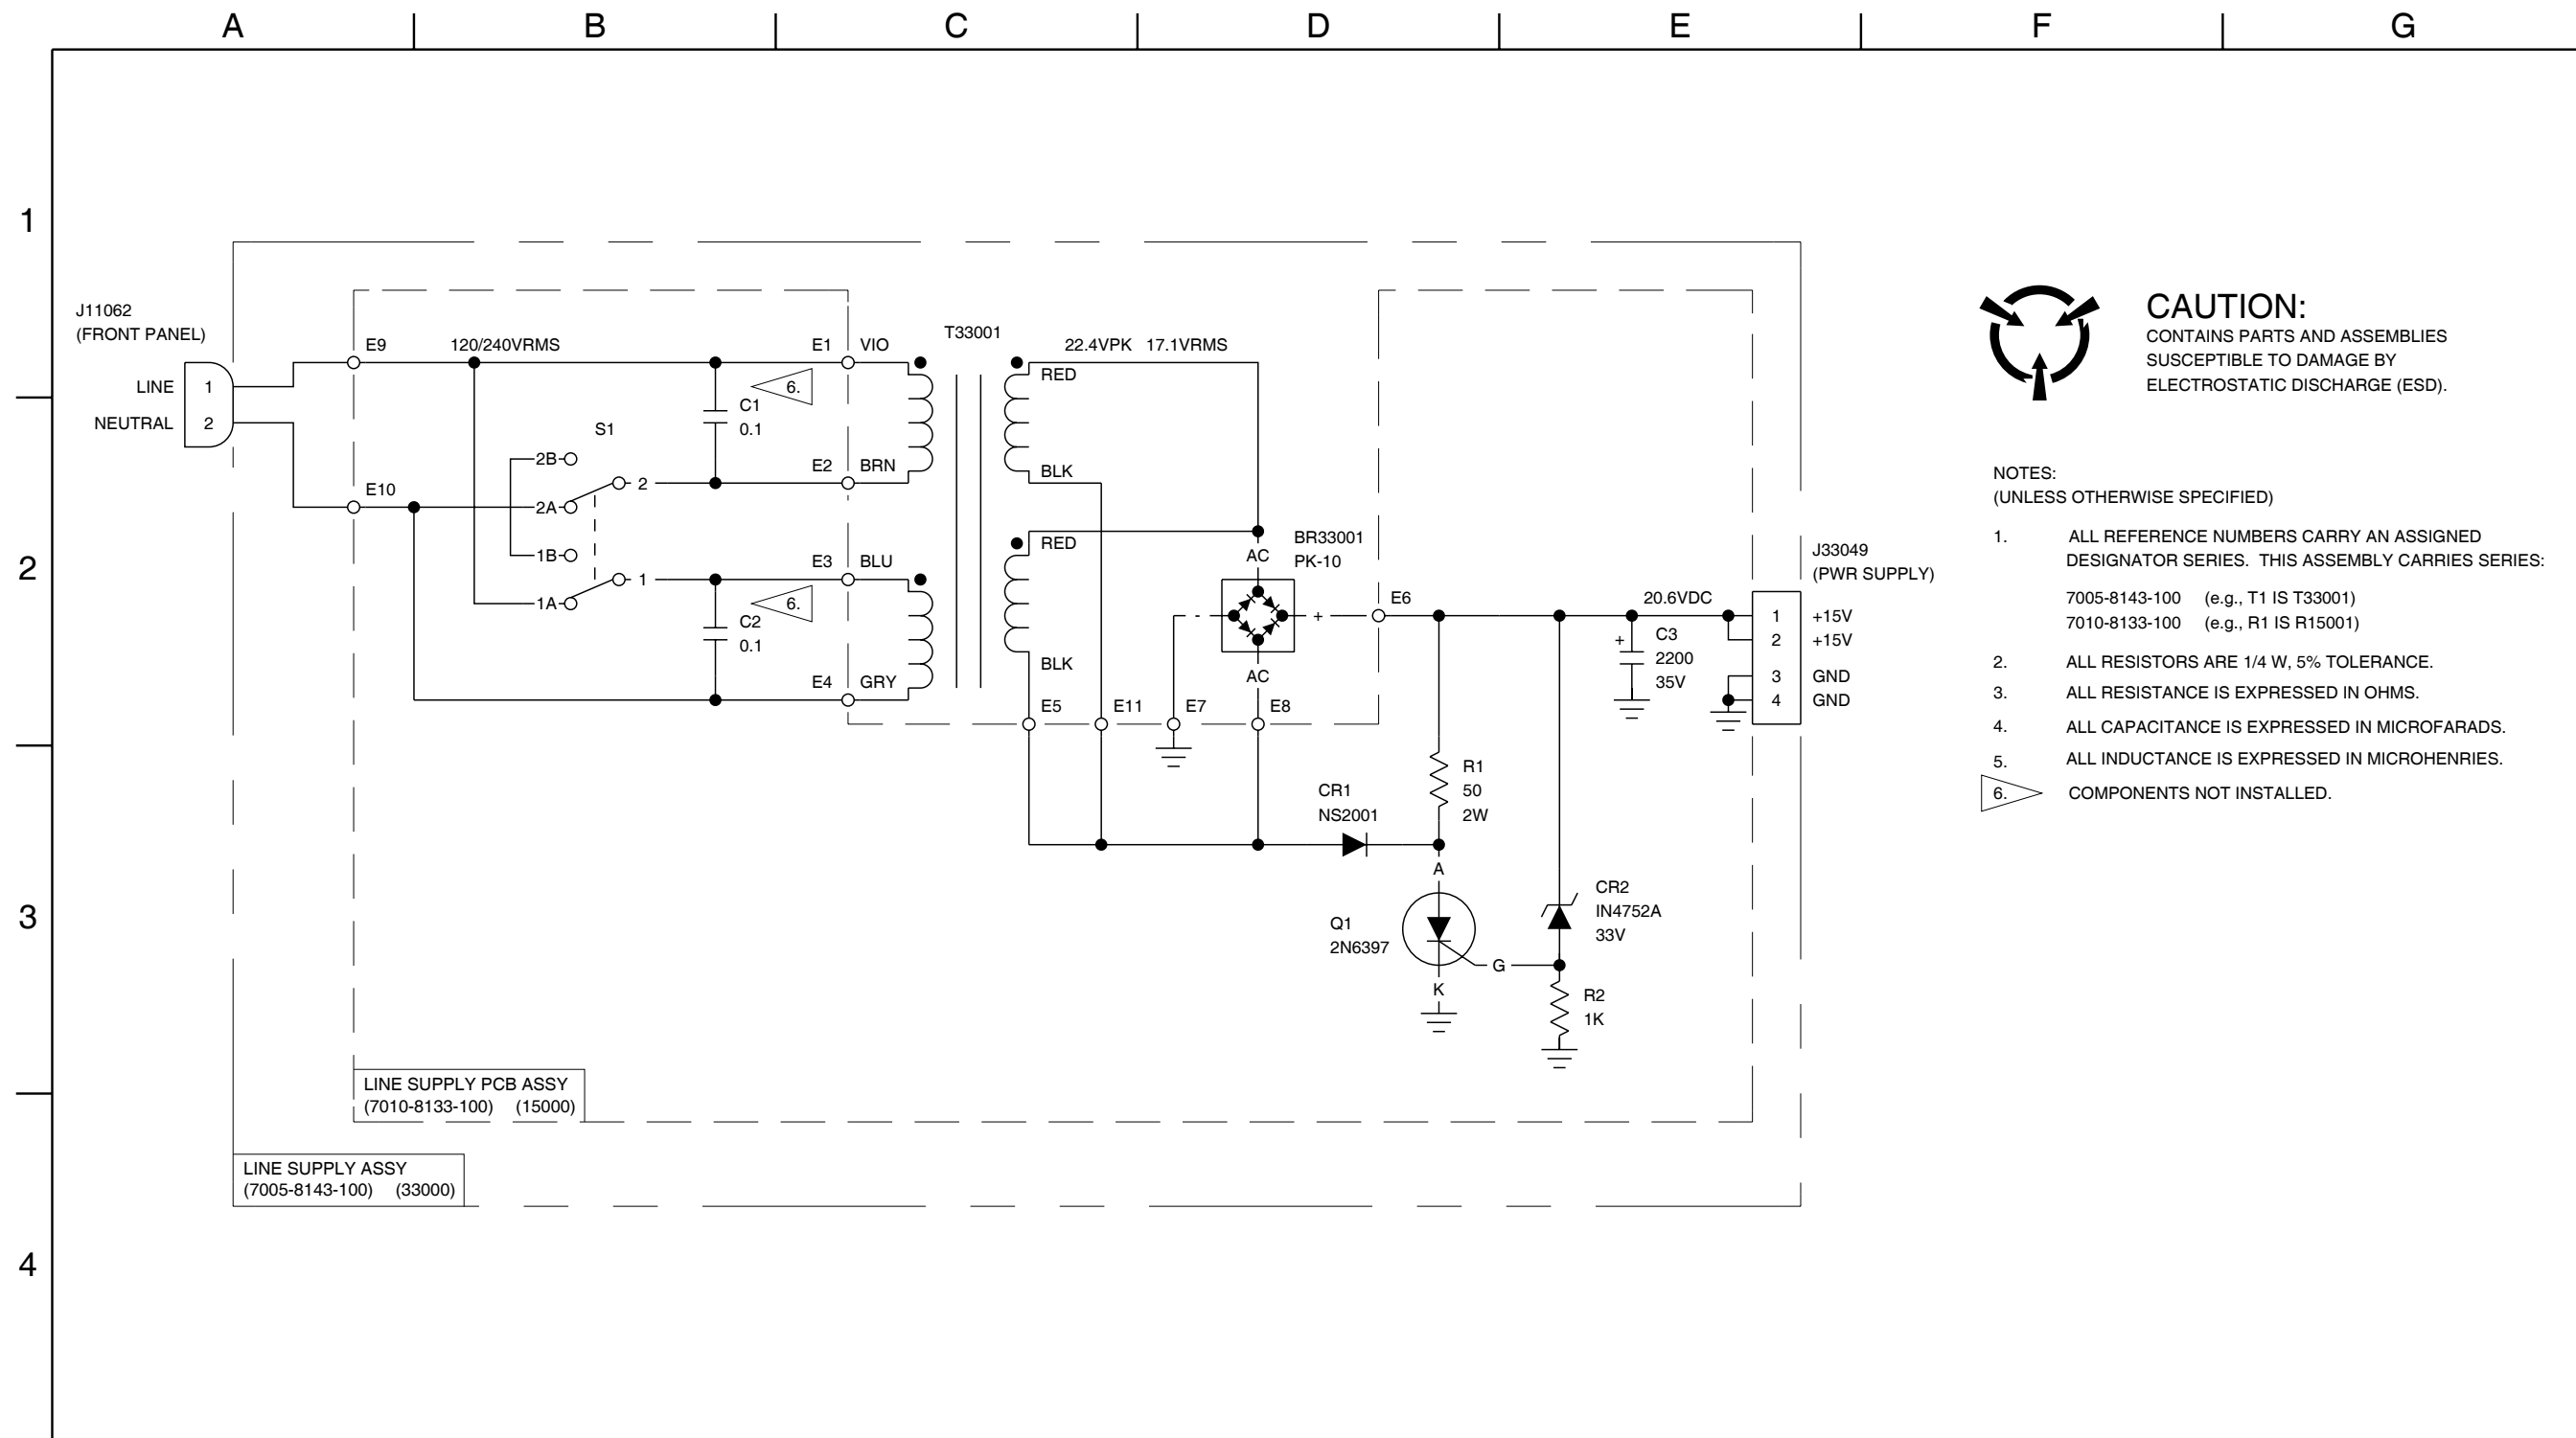 A B C D E F G
1
2
3
4
J11062
(FRONT PANEL)
LINE 1
NEUTRAL 2
E9
120/240VRMS
E1 VIO
T33001
22.4VPK 17.1VRMS
RED
6.
C1
0.1
S1
2B
2
2A
1B
1
1A
E10
E2 BRN
BLK
E3 BLU
RED
6.
C2
0.1
E4 GRY
BLK
AC
BR33001
PK-10
- +
AC
E5 E11 E7 E8
E6
20.6VDC
+ C3
2200
35V
J33049
(PWR SUPPLY)
1 +15V
2 +15V
3 GND
4 GND
R1
50
2W
CR1
NS2001
A
Q1
2N6397
G
K
CR2
IN4752A
33V
R2
1K
LINE SUPPLY PCB ASSY
(7010-8133-100) (15000)
LINE SUPPLY ASSY
(7005-8143-100) (33000)
CAUTION:
CONTAINS PARTS AND ASSEMBLIES
SUSCEPTIBLE TO DAMAGE BY
ELECTROSTATIC DISCHARGE (ESD).
NOTES:
(UNLESS OTHERWISE SPECIFIED)
1. ALL REFERENCE NUMBERS CARRY AN ASSIGNED
DESIGNATOR SERIES. THIS ASSEMBLY CARRIES SERIES:
7005-8143-100 (e.g., T1 IS T33001)
7010-8133-100 (e.g., R1 IS R15001)
2. ALL RESISTORS ARE 1/4 W, 5% TOLERANCE.
3. ALL RESISTANCE IS EXPRESSED IN OHMS.
4. ALL CAPACITANCE IS EXPRESSED IN MICROFARADS.
5. ALL INDUCTANCE IS EXPRESSED IN MICROHENRIES.
6. COMPONENTS NOT INSTALLED.